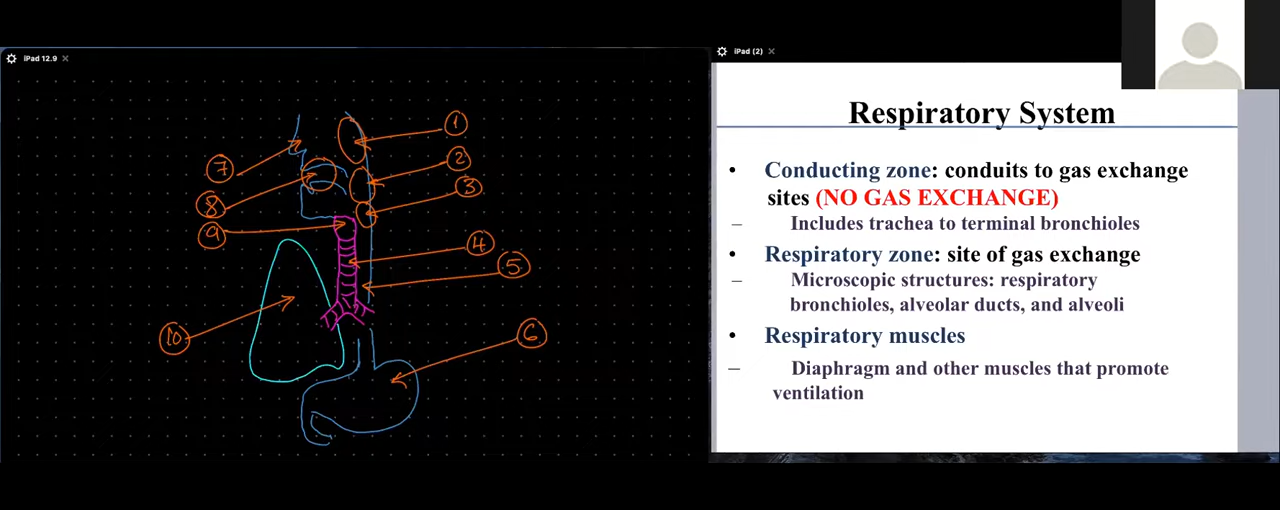 iPad 12.9
1
2
3
4
5
6
7
8
9
10
iPad (2)
Respiratory System
• Conducting zone: conduits to gas exchange
sites (NO GAS EXCHANGE)
– Includes trachea to terminal bronchioles
• Respiratory zone: site of gas exchange
– Microscopic structures: respiratory
bronchioles, alveolar ducts, and alveoli
• Respiratory muscles
– Diaphragm and other muscles that promote
ventilation